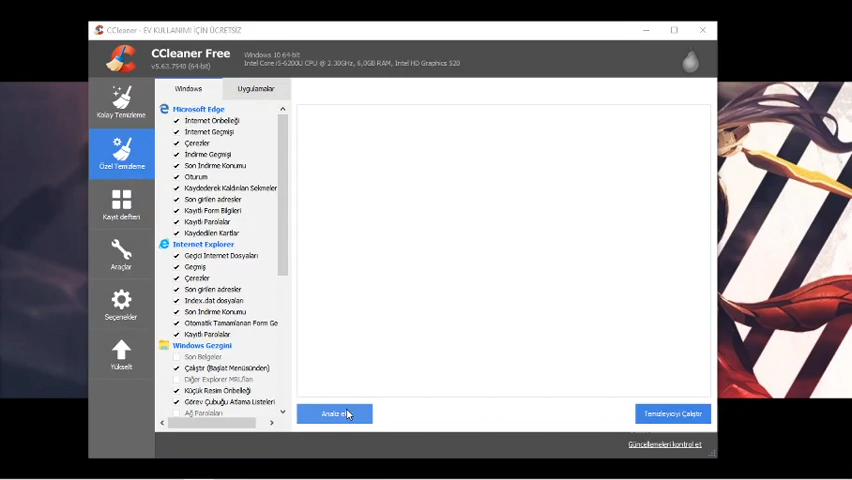 CCleaner - EV KULLANIMI İÇİN ÜCRETSİZ
CCleaner Free
v5.63.7540 (64-bit)
Windows 10 64-bit
Intel Core i5-6200U CPU @ 2.30GHz, 6,0GB RAM, Intel HD Graphics 520
Kolay Temizleme
Özel Temizleme
Kayıt defteri
Araçlar
Seçenekler
Yükselt
Windows
Uygulamalar
Microsoft Edge
İnternet Önbelleği
İnternet Geçmişi
Çerezler
İndirme Geçmişi
Son İndirme Konumu
Oturum
Kaydederek Kaldırılan Sekmeler
Son girilen adresler
Kayıtlı Form Bilgileri
Kayıtlı Parolalar
Kaydedilen Kartlar
Internet Explorer
Geçici İnternet Dosyaları
Geçmiş
Çerezler
Son girilen adresler
Index.dat dosyaları
Son İndirme Konumu
Otomatik Tamamlanan Form Ge
Kayıtlı Parolalar
Windows Gezgini
Son Belgeler
Çalıştır (Başlat Menüsünden)
Diğer Explorer MRU'ları
Küçük Resim Önbelleği
Görev Çubuğu Atlama Listeleri
Ağ Parolaları
Analiz et
Temizleyiciyi Çalıştır
Güncellemeleri kontrol et